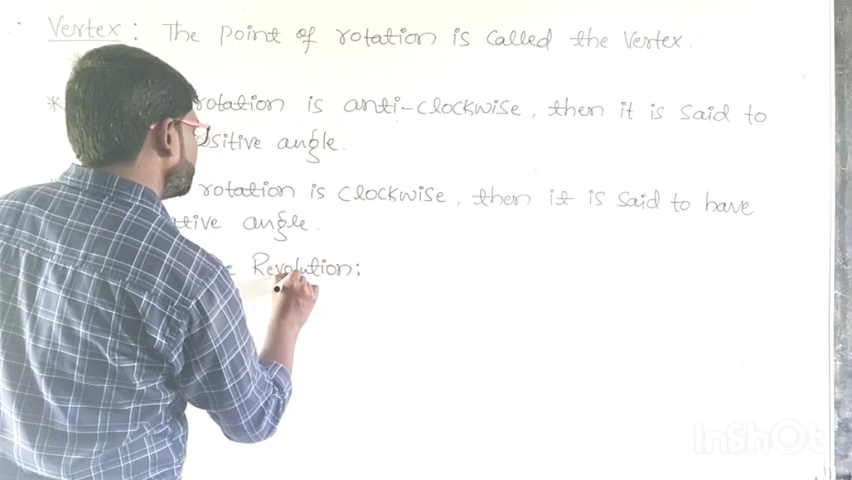 Vertex: The point of rotation is called the vertex.
* rotation is anti-clockwise, then it is said to
sitive angle.
rotation is clockwise, then it is said to have
tive angle.
e Revolution:
InShOt